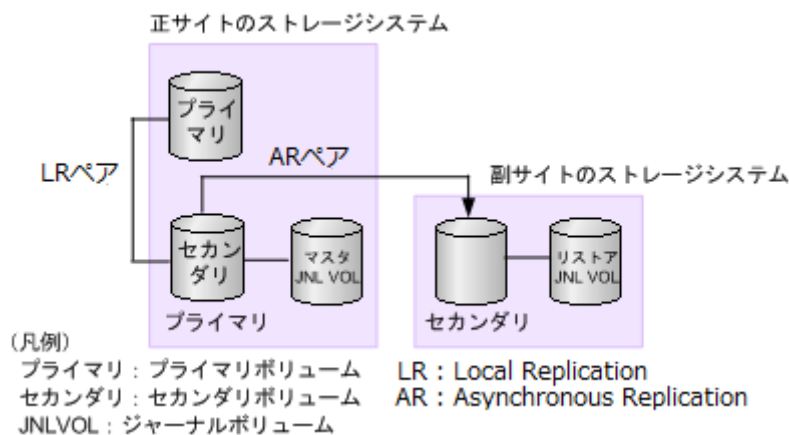 正サイトのストレージシステム
プライ
マリ
LRペア
ARペア
副サイトのストレージシステム
セカン
ダリ
マスタ
JNL VOL
リストア
JNL VOL
プライマリ
セカンダリ
(凡例)
プライマリ:プライマリボリューム
LR:Local Replication
セカンダリ:セカンダリボリューム
AR:Asynchronous Replication
JNLVOL:ジャーナルボリューム